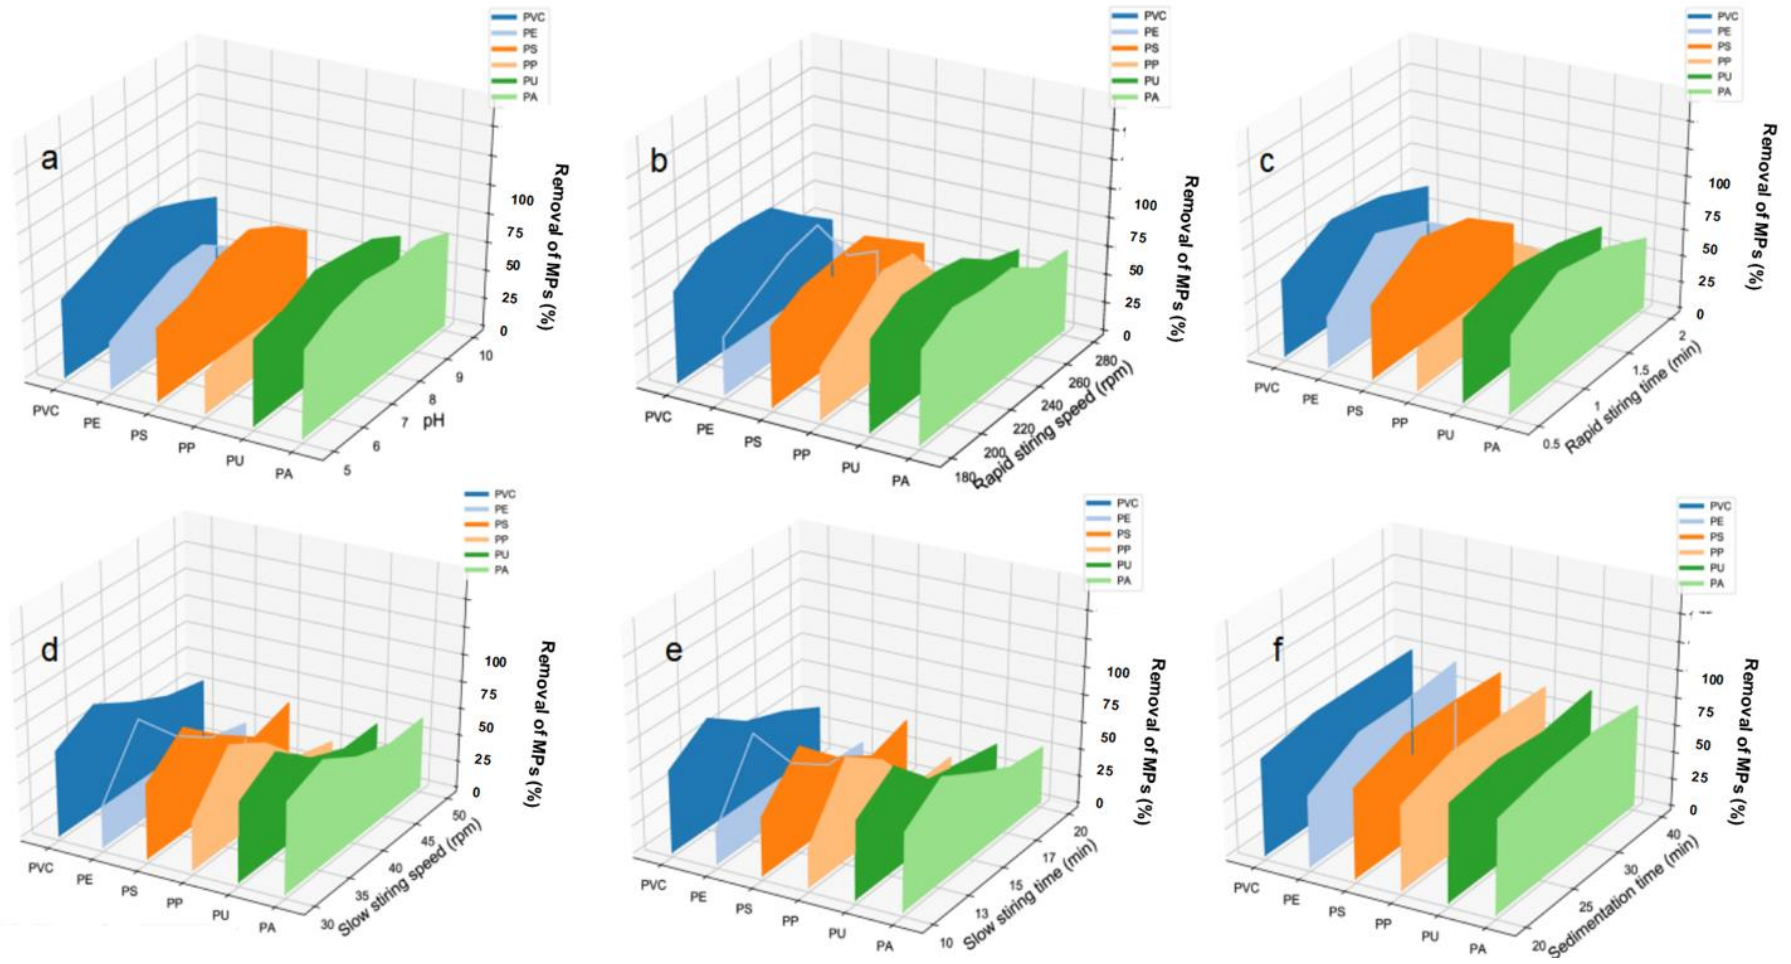 PVC
PE
PS
PP
PU
PA
a
Removal of MPs (%)
100
75
50
25
0
10
9
8
7
6
5
pH
PVC
PE
PS
PP
PU
PA
PVC
PE
PS
PP
PU
PA
b
Removal of MPs (%)
100
75
50
25
0
280
260
240
220
200
180
Rapid stiring speed (rpm)
PVC
PE
PS
PP
PU
PA
PVC
PE
PS
PP
PU
PA
c
Removal of MPs (%)
100
75
50
25
0
2
1.5
1
0.5
Rapid stiring time (min)
PVC
PE
PS
PP
PU
PA
PVC
PE
PS
PP
PU
PA
d
Removal of MPs (%)
100
75
50
25
0
50
45
40
35
30
Slow stiring speed (rpm)
PVC
PE
PS
PP
PU
PA
PVC
PE
PS
PP
PU
PA
e
Removal of MPs (%)
100
75
50
25
0
20
17
15
13
10
Slow stiring time (min)
PVC
PE
PS
PP
PU
PA
PVC
PE
PS
PP
PU
PA
f
Removal of MPs (%)
100
75
50
25
0
40
30
25
20
Sedimentation time (min)
PVC
PE
PS
PP
PU
PA